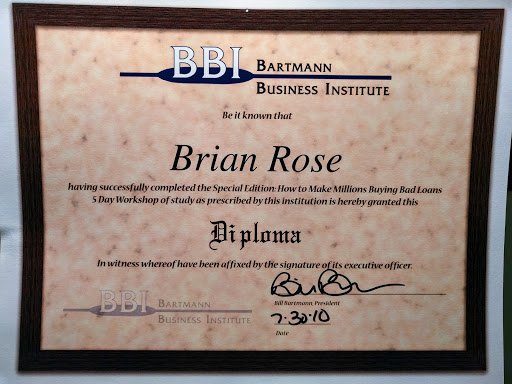 BBI BARTMANN
BUSINESS INSTITUTE
Be it known that
Brian Rose
having successfully completed the Special Edition: How to Make Millions Buying Bad Loans
5 Day Workshop of study as prescribed by this institution is hereby granted this
Diploma
In witness whereof have been affixed by the signature of its executive officer.
Bill Bartmann, President
BBI BARTMANN
BUSINESS INSTITUTE
7-30-10
Date